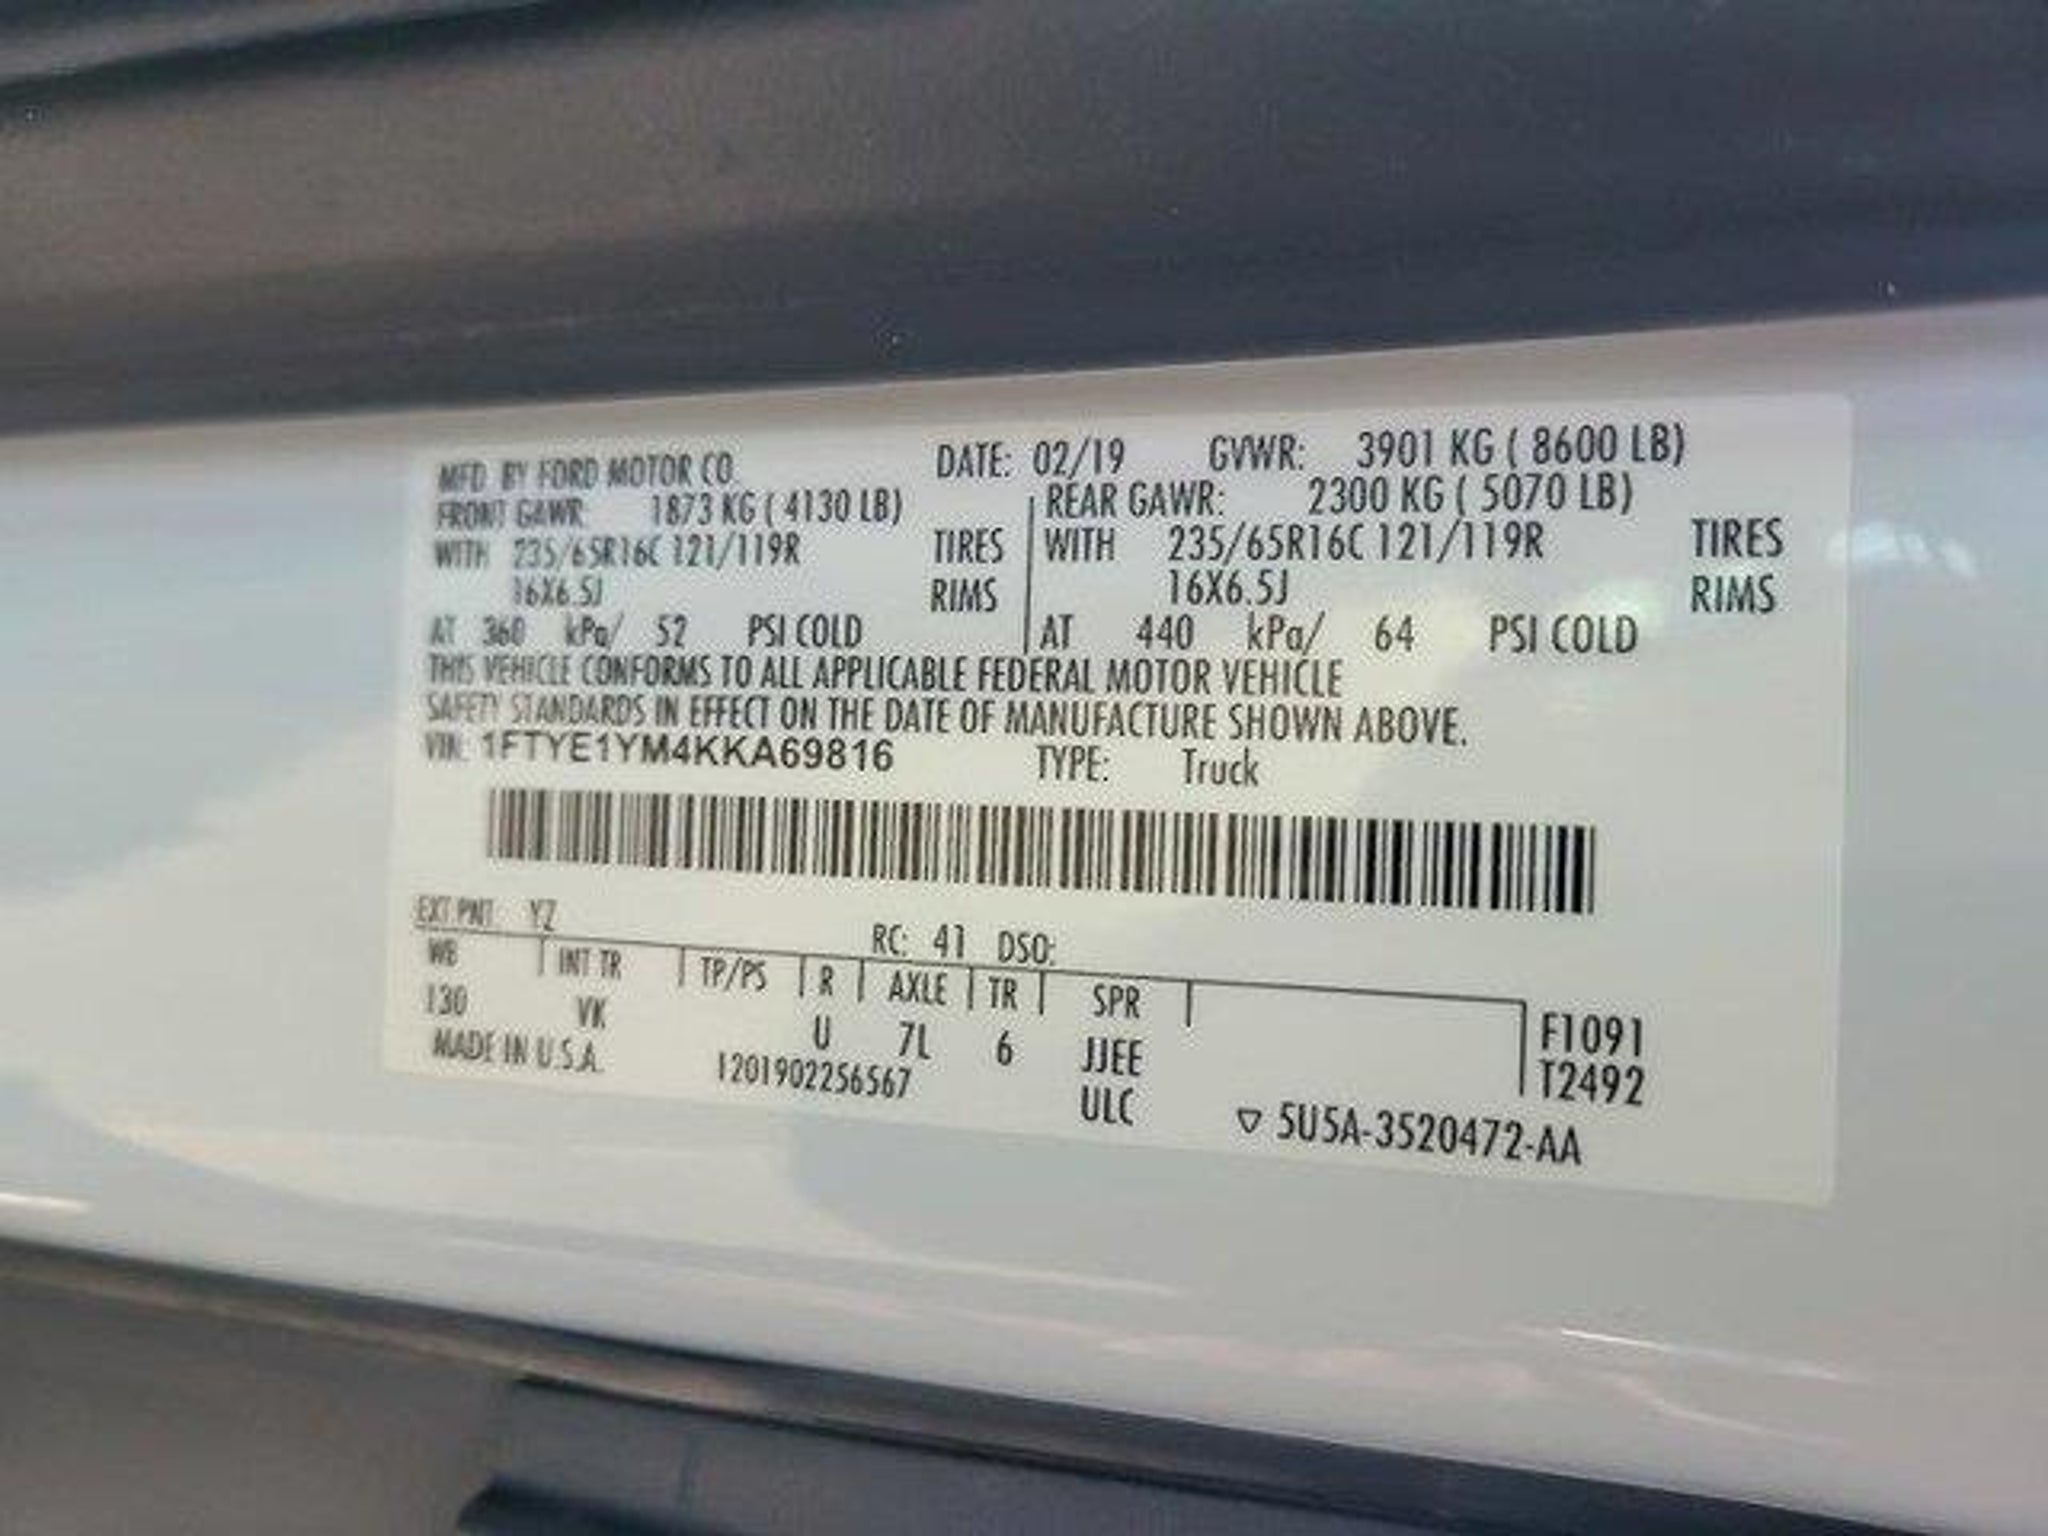 MFD BY FORD MOTOR CO. DATE: 02/19 GVWR: 3901 KG ( 8600 LB)
FRONT GAWR: 1873 KG ( 4130 LB) REAR GAWR: 2300 KG ( 5070 LB)
WITH 235/65R16C 121/119R TIRES WITH 235/65R16C 121/119R TIRES
16X6.5J RIMS 16X6.5J RIMS
AT 360 kPa/ 52 PSI COLD AT 440 kPa/ 64 PSI COLD
THIS VEHICLE CONFORMS TO ALL APPLICABLE FEDERAL MOTOR VEHICLE
SAFETY STANDARDS IN EFFECT ON THE DATE OF MANUFACTURE SHOWN ABOVE.
VIN: 1FTYE1YM4KKA69816 TYPE: Truck
EXT PNT: YZ RC: 41 DSO:
WB INT TR TP/PS R AXLE TR SPR
130 VK U 7L 6 JJEE F1091
MADE IN U.S.A. 1201902256567 ULC T2492
▽ 5U5A-3520472-AA